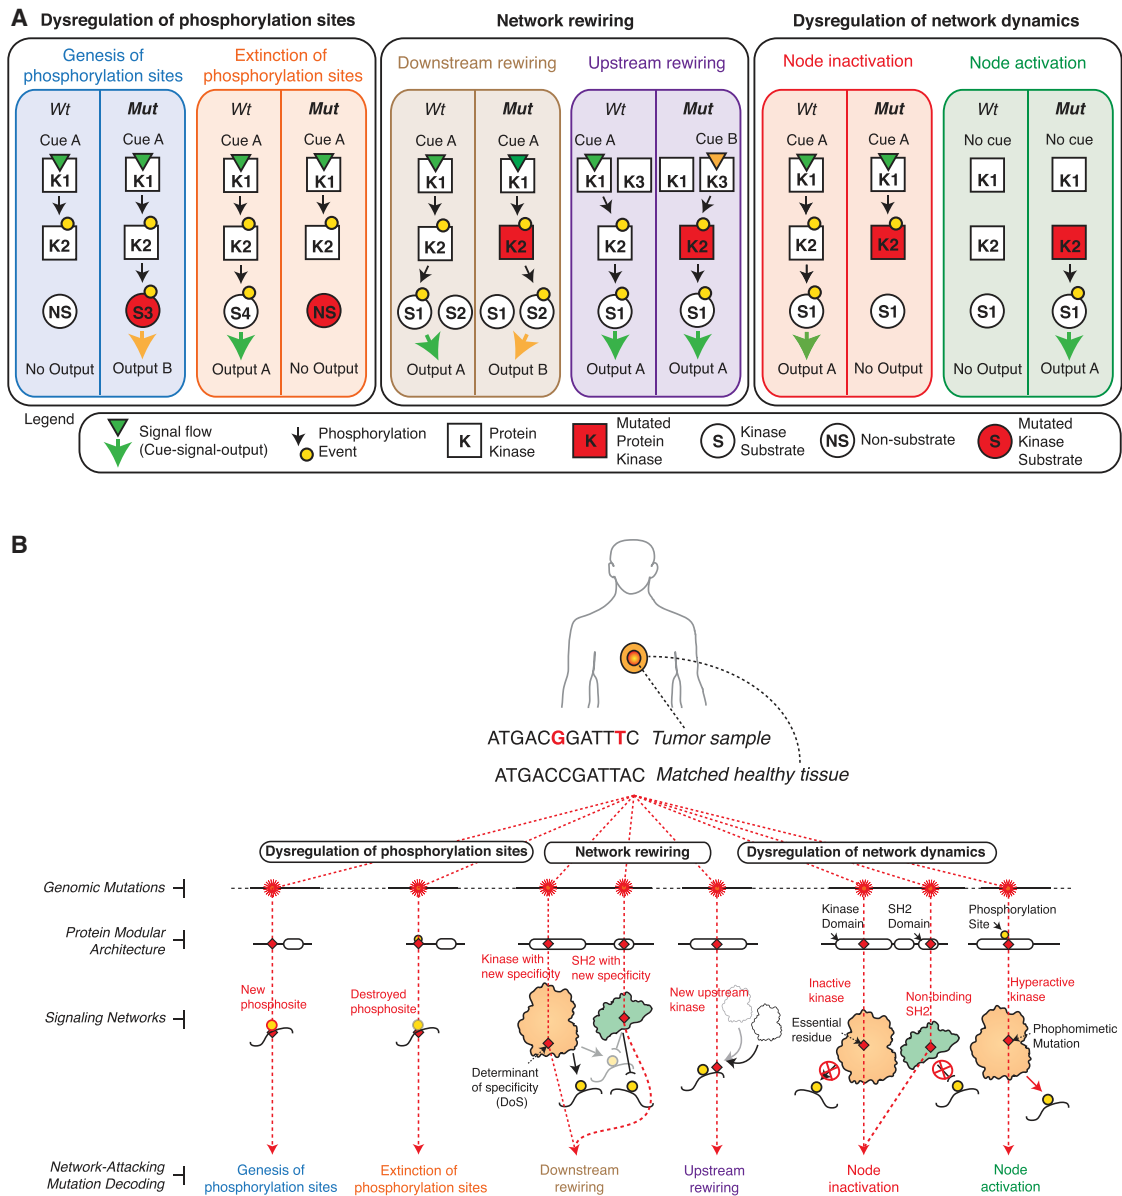 A
Dysregulation of phosphorylation sites
Network rewiring
Dysregulation of network dynamics
Genesis of
phosphorylation sites
Extinction of
phosphorylation sites
Downstream rewiring
Upstream rewiring
Node inactivation
Node activation
Wt Mut Wt Mut Wt Mut Wt Mut Wt Mut Wt Mut
Cue A Cue A Cue A Cue A Cue A Cue A Cue A Cue B Cue A Cue A No cue No cue
K1 K1 K1 K1 K1 K1 K1 K3 K1 K3 K1 K1 K1 K1
K2 K2 K2 K2 K2 K2 K2 K2 K2 K2 K2 K2
NS S3 S4 NS S1 S2 S1 S2 S1 S1 S1 S1 S1 S1
No Output Output B Output A No Output Output A Output B Output A Output A Output A No Output No Output Output A
Legend
Signal flow
(Cue-signal-output)
Phosphorylation
Event
K
Protein
Kinase
K
Mutated
Protein
Kinase
S
Kinase
Substrate
NS
Non-substrate
S
Mutated
Kinase
Substrate
B
ATGACGGATTTC Tumor sample
ATGACCGATTAC Matched healthy tissue
Dysregulation of phosphorylation sites
Network rewiring
Dysregulation of network dynamics
Genomic Mutations
Protein Modular
Architecture
Kinase
Domain
SH2
Domain
Phosphorylation
Site
Signaling Networks
New
phosphosite
Destroyed
phosphosite
Kinase with
new specificity
SH2 with
new specificity
Determinant
of specificity
(DoS)
New upstream
kinase
Inactive
kinase
Essential
residue
Non-binding
SH2
Hyperactive
kinase
Phophomimetic
Mutation
Network-Attacking
Mutation Decoding
Genesis of
phosphorylation sites
Extinction of
phosphorylation sites
Downstream
rewiring
Upstream
rewiring
Node
inactivation
Node
activation